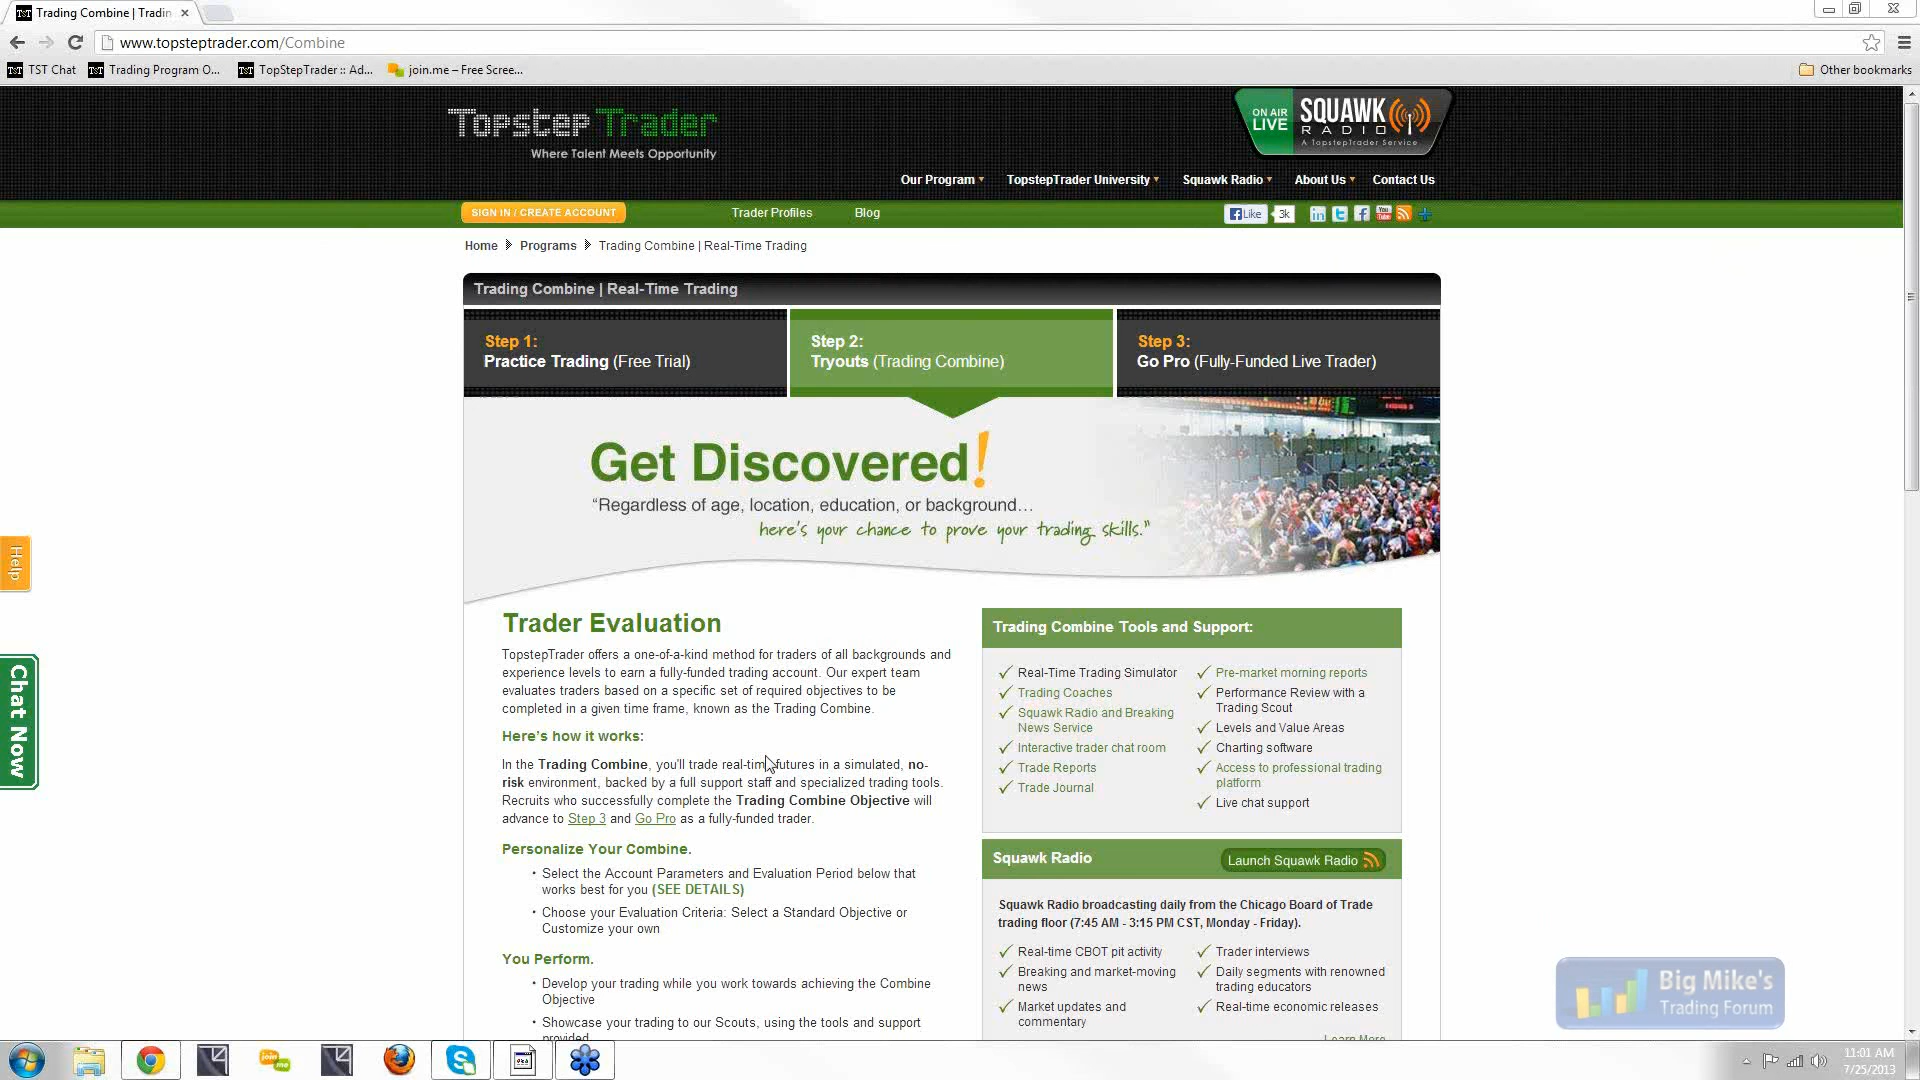 Trading Combine | Tradin
www.topsteptrader.com/Combine
TST Chat
Trading Program O...
TopStepTrader :: Ad...
join.me – Free Scree...
Other bookmarks
TopstepTrader
Where Talent Meets Opportunity
ON AIR
LIVE
SQUAWK
RADIO
A TopstepTrader Service
Our Program
TopstepTrader University
Squawk Radio
About Us
Contact Us
SIGN IN / CREATE ACCOUNT
Trader Profiles
Blog
Like
3k
Home
Programs
Trading Combine | Real-Time Trading
Trading Combine | Real-Time Trading
Step 1:
Practice Trading (Free Trial)
Step 2:
Tryouts (Trading Combine)
Step 3:
Go Pro (Fully-Funded Live Trader)
Get Discovered!
“Regardless of age, location, education, or background…
here's your chance to prove your trading skills.”
Help
Chat Now
Trader Evaluation
TopstepTrader offers a one-of-a-kind method for traders of all backgrounds and
experience levels to earn a fully-funded trading account. Our expert team
evaluates traders based on a specific set of required objectives to be
completed in a given time frame, known as the Trading Combine.
Here's how it works:
In the Trading Combine, you'll trade real-time futures in a simulated, no-
risk environment, backed by a full support staff and specialized trading tools.
Recruits who successfully complete the Trading Combine Objective will
advance to Step 3 and Go Pro as a fully-funded trader.
Personalize Your Combine.
• Select the Account Parameters and Evaluation Period below that
works best for you (SEE DETAILS)
• Choose your Evaluation Criteria: Select a Standard Objective or
Customize your own
You Perform.
• Develop your trading while you work towards achieving the Combine
Objective
• Showcase your trading to our Scouts, using the tools and support
provided
Trading Combine Tools and Support:
Real-Time Trading Simulator
Trading Coaches
Squawk Radio and Breaking
News Service
Interactive trader chat room
Trade Reports
Trade Journal
Pre-market morning reports
Performance Review with a
Trading Scout
Levels and Value Areas
Charting software
Access to professional trading
platform
Live chat support
Squawk Radio
Launch Squawk Radio
Squawk Radio broadcasting daily from the Chicago Board of Trade
trading floor (7:45 AM - 3:15 PM CST, Monday - Friday).
Real-time CBOT pit activity
Breaking and market-moving
news
Market updates and
commentary
Trader interviews
Daily segments with renowned
trading educators
Real-time economic releases
Learn More
Big Mike's
Trading Forum
11:01 AM
7/25/2013